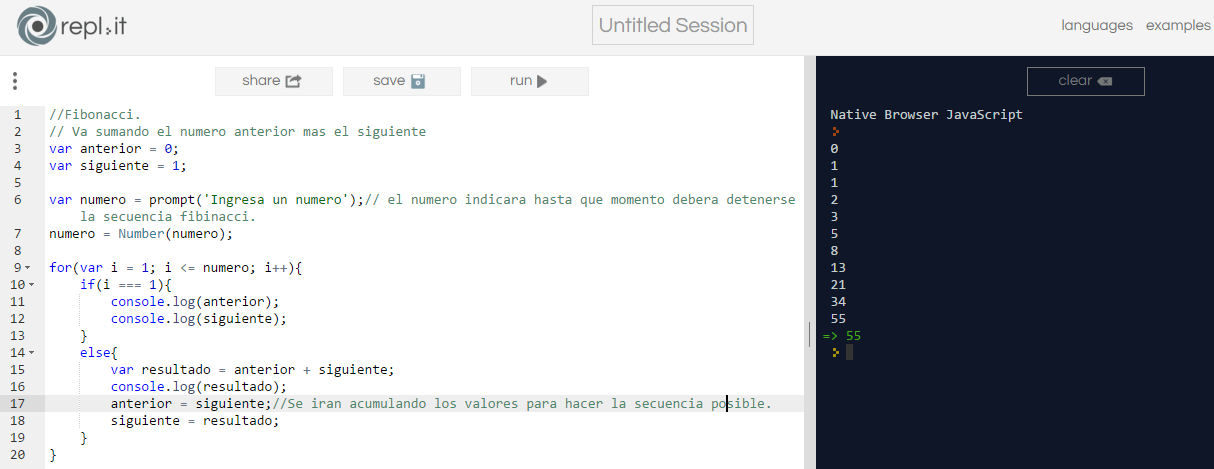 repl.it
Untitled Session
languages examples
share save run
clear
1 //Fibonacci.
2 // Va sumando el numero anterior mas el siguiente
3 var anterior = 0;
4 var siguiente = 1;
5
6 var numero = prompt('Ingresa un numero');// el numero indicara hasta que momento debera detenerse
la secuencia fibinacci.
7 numero = Number(numero);
8
9 for(var i = 1; i <= numero; i++){
10 if(i === 1){
11 console.log(anterior);
12 console.log(siguiente);
13 }
14 else{
15 var resultado = anterior + siguiente;
16 console.log(resultado);
17 anterior = siguiente;//Se iran acumulando los valores para hacer la secuencia posible.
18 siguiente = resultado;
19 }
20 }
Native Browser JavaScript
0
1
1
2
3
5
8
13
21
34
55
=> 55